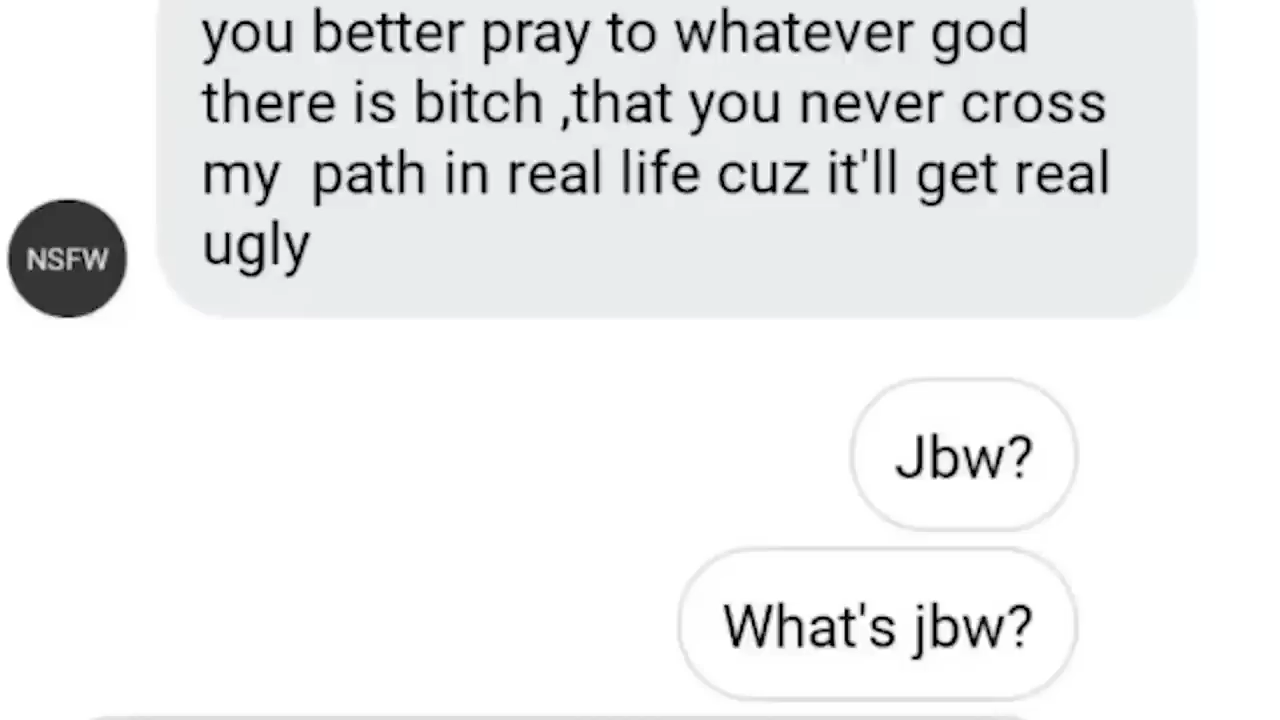 you better pray to whatever god
there is bitch ,that you never cross
my  path in real life cuz it'll get real
ugly
NSFW
Jbw?
What's jbw?